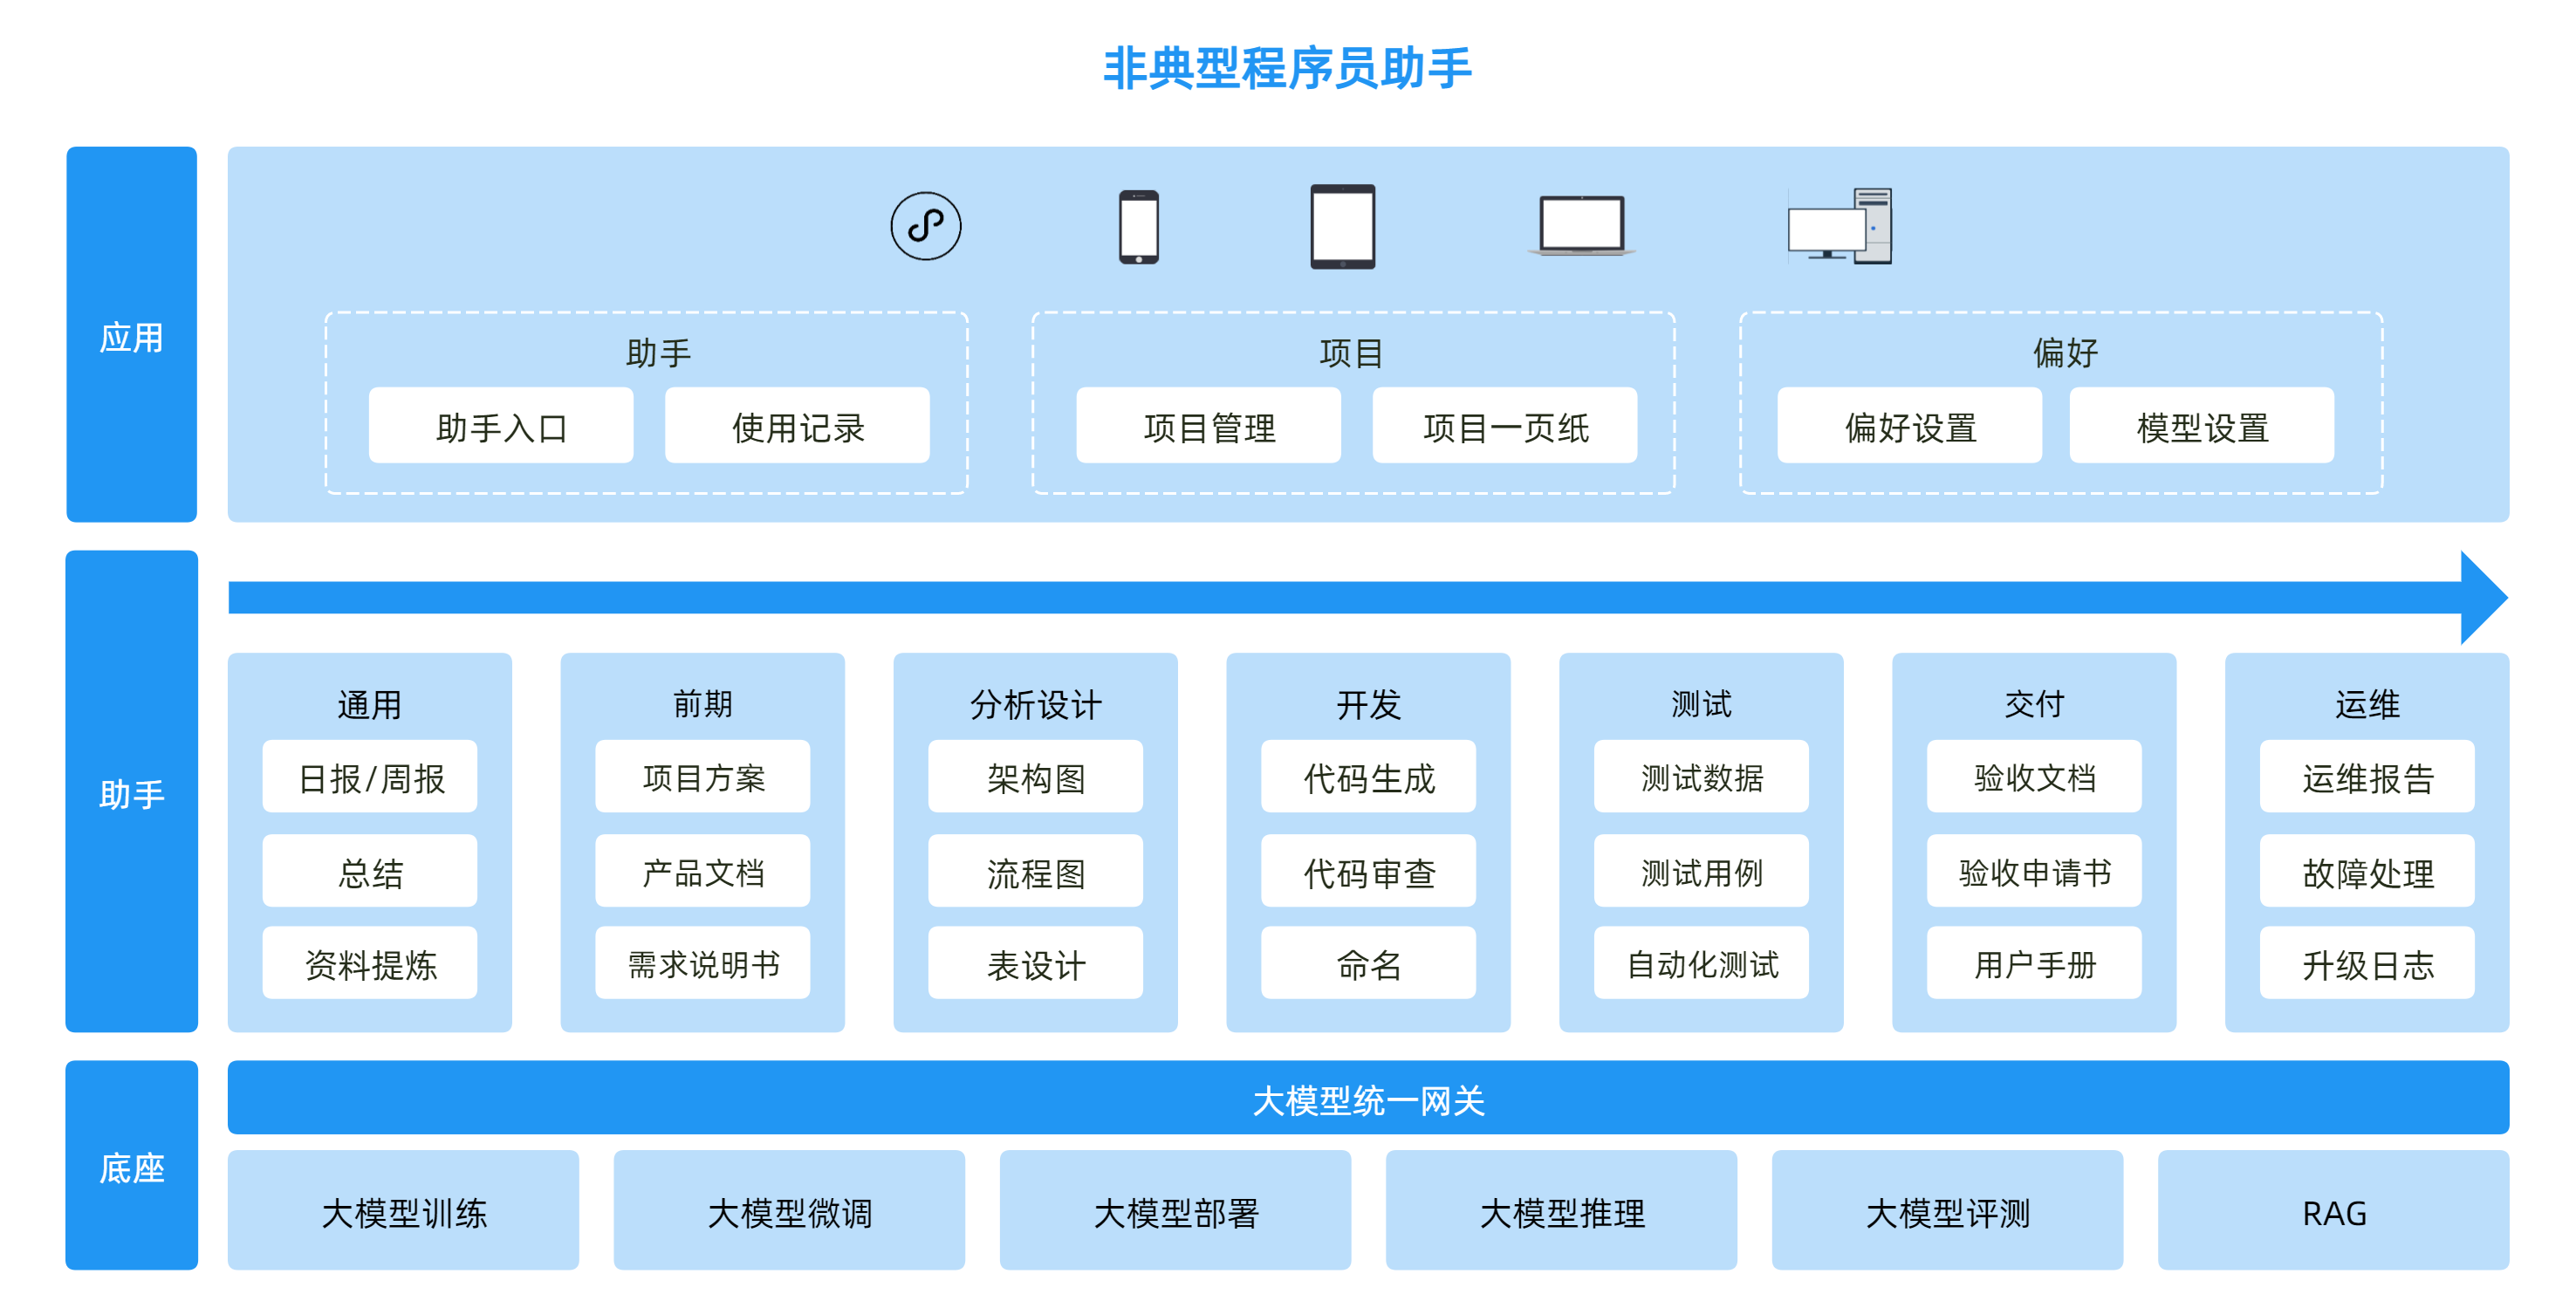 非典型程序员助手
应用
助手
助手入口
使用记录
项目
项目管理
项目一页纸
偏好
偏好设置
模型设置
助手
通用
日报/周报
总结
资料提炼
前期
项目方案
产品文档
需求说明书
分析设计
架构图
流程图
表设计
开发
代码生成
代码审查
命名
测试
测试数据
测试用例
自动化测试
交付
验收文档
验收申请书
用户手册
运维
运维报告
故障处理
升级日志
底座
大模型统一网关
大模型训练
大模型微调
大模型部署
大模型推理
大模型评测
RAG